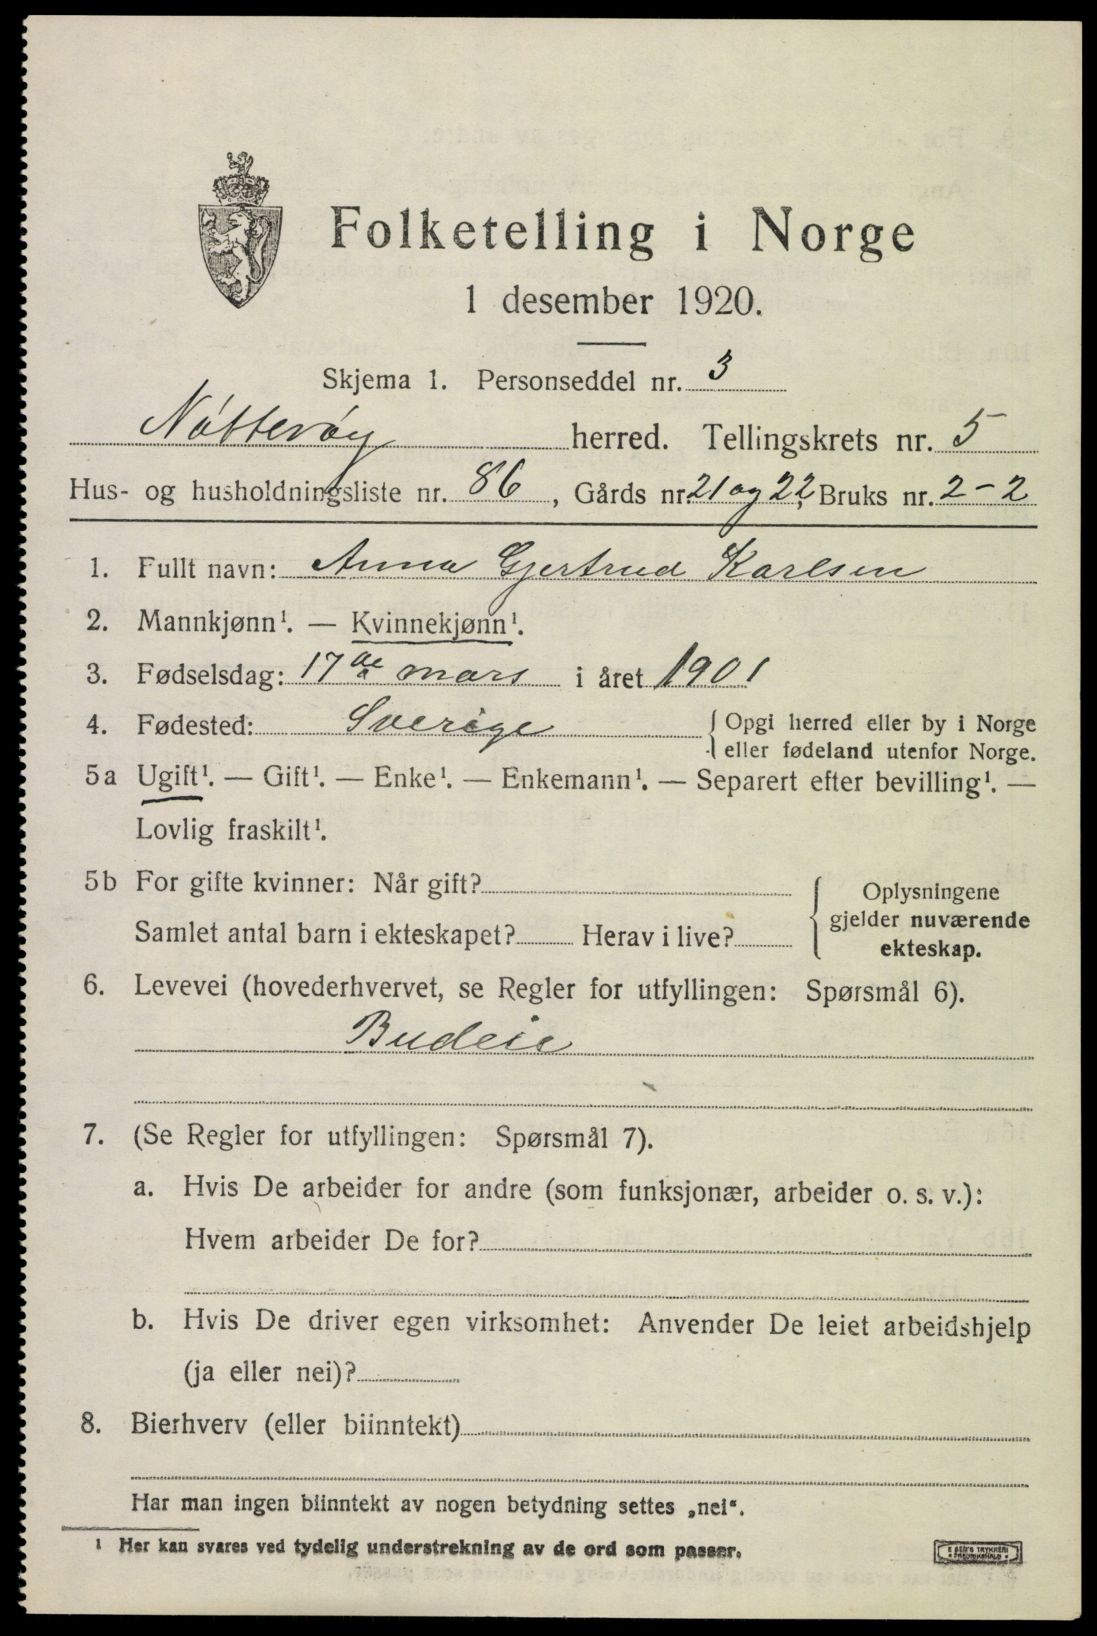 Folketelling i Norge
1 desember 1920.
Skjema 1. Personseddel nr. 3
Nøtterøy herred. Tellingskrets nr. 5
Hus- og husholdningsliste nr. 86, Gårds nr. 21 og 22, Bruks nr. 2-2
1. Fullt navn: Anna Gjertrud Karlsen
2. Mannkjønn¹. — Kvinnekjønn¹.
3. Fødselsdag: 17de mars i året 1901
4. Fødested: Sverige { Opgi herred eller by i Norge
eller fødeland utenfor Norge.
5a Ugift¹. — Gift¹. — Enke¹. — Enkemann¹. — Separert efter bevilling¹. —
Lovlig fraskilt¹.
5b For gifte kvinner: Når gift? { Oplysningene
gjelder nuværende
Samlet antal barn i ekteskapet? Herav i live?
ekteskap.
6. Levevei (hovederhvervet, se Regler for utfyllingen: Spørsmål 6).
Budeie
7. (Se Regler for utfyllingen: Spørsmål 7).
a. Hvis De arbeider for andre (som funksjonær, arbeider o. s. v.):
Hvem arbeider De for?
b. Hvis De driver egen virksomhet: Anvender De leiet arbeidshjelp
(ja eller nei)?
8. Bierhverv (eller biinntekt)
Har man ingen biinntekt av nogen betydning settes „nei“.
¹ Her kan svares ved tydelig understrekning av de ord som passer.